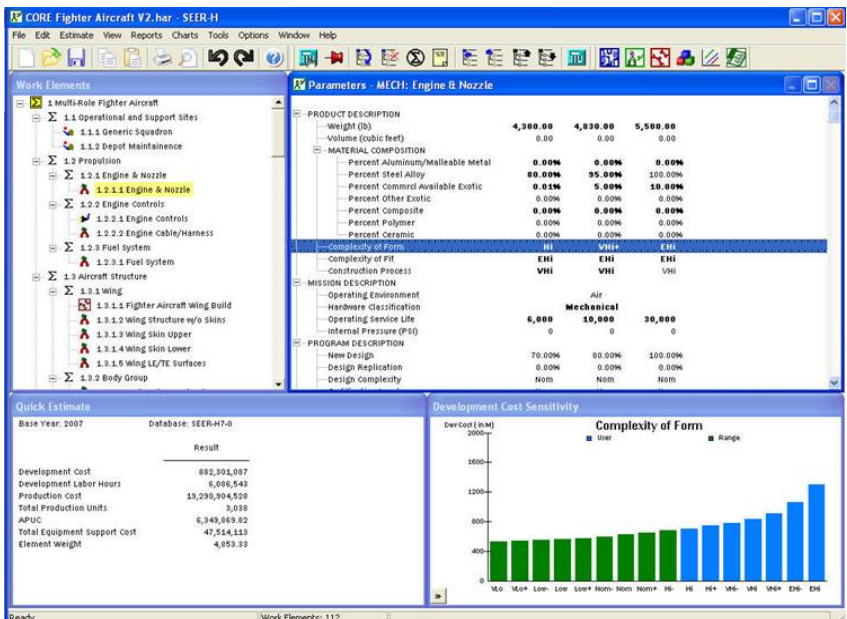 CORE Fighter Aircraft V2.har - SEER-H
File Edit Estimate View Reports Charts Tools Options Window Help
Work Elements
1 Multi-Role Fighter Aircraft
1.1 Operational and Support Sites
1.1.1 Generic Squadron
1.1.2 Depot Maintainence
1.2 Propulsion
1.2.1 Engine & Nozzle
1.2.1.1 Engine & Nozzle
1.2.2 Engine Controls
1.2.2.1 Engine Controls
1.2.2.2 Engine Cable/Harness
1.2.3 Fuel System
1.2.3.1 Fuel System
1.3 Aircraft Structure
1.3.1 Wing
1.3.1.1 Fighter Aircraft Wing Build
1.3.1.2 Wing Structure w/o Skins
1.3.1.3 Wing Skin Upper
1.3.1.4 Wing Skin Lower
1.3.1.5 Wing LE/TE Surfaces
1.3.2 Body Group
Parameters - MECH: Engine & Nozzle
PRODUCT DESCRIPTION
Weight (lb) 4,300.00 4,830.00 5,500.00
Volume (cubic feet) 0.00 0.00 0.00
MATERIAL COMPOSITION
Percent Aluminum/Malleable Metal 0.00% 0.00% 0.00%
Percent Steel Alloy 80.00% 95.00% 100.00%
Percent Commrcl Available Exotic 0.01% 5.00% 10.00%
Percent Other Exotic 0.00% 0.00% 0.00%
Percent Composite 0.00% 0.00% 0.00%
Percent Polymer 0.00% 0.00% 0.00%
Percent Ceramic 0.00% 0.00% 0.00%
Complexity of Form Hi VHi+ EHi
Complexity of Fit EHi EHi EHi
Construction Process VHi VHi VHi
MISSION DESCRIPTION
Operating Environment Air
Hardware Classification Mechanical
Operating Service Life 6,000 10,000 30,000
Internal Pressure (PSI) 0 0 0
PROGRAM DESCRIPTION
New Design 70.00% 80.00% 100.00%
Design Replication 0.00% 0.00% 0.00%
Design Complexity Nom Nom Nom
Quick Estimate
Base Year: 2007 Database: SEER-H7-0
Result
Development Cost 882,301,087
Development Labor Hours 6,086,543
Production Cost 19,290,904,528
Total Production Units 3,038
APUC 6,349,869.82
Total Equipment Support Cost 47,514,113
Element Weight 4,853.33
Development Cost Sensitivity
Dev Cost ( in M) Complexity of Form
User Range
2000
1600
1200
800
400
0
VLo VLo+ Low- Low Low+ Nom- Nom Nom+ Hi- Hi Hi+ VHi- VHi VHi+ EHi- EHi
»
Ready Work Elements: 112